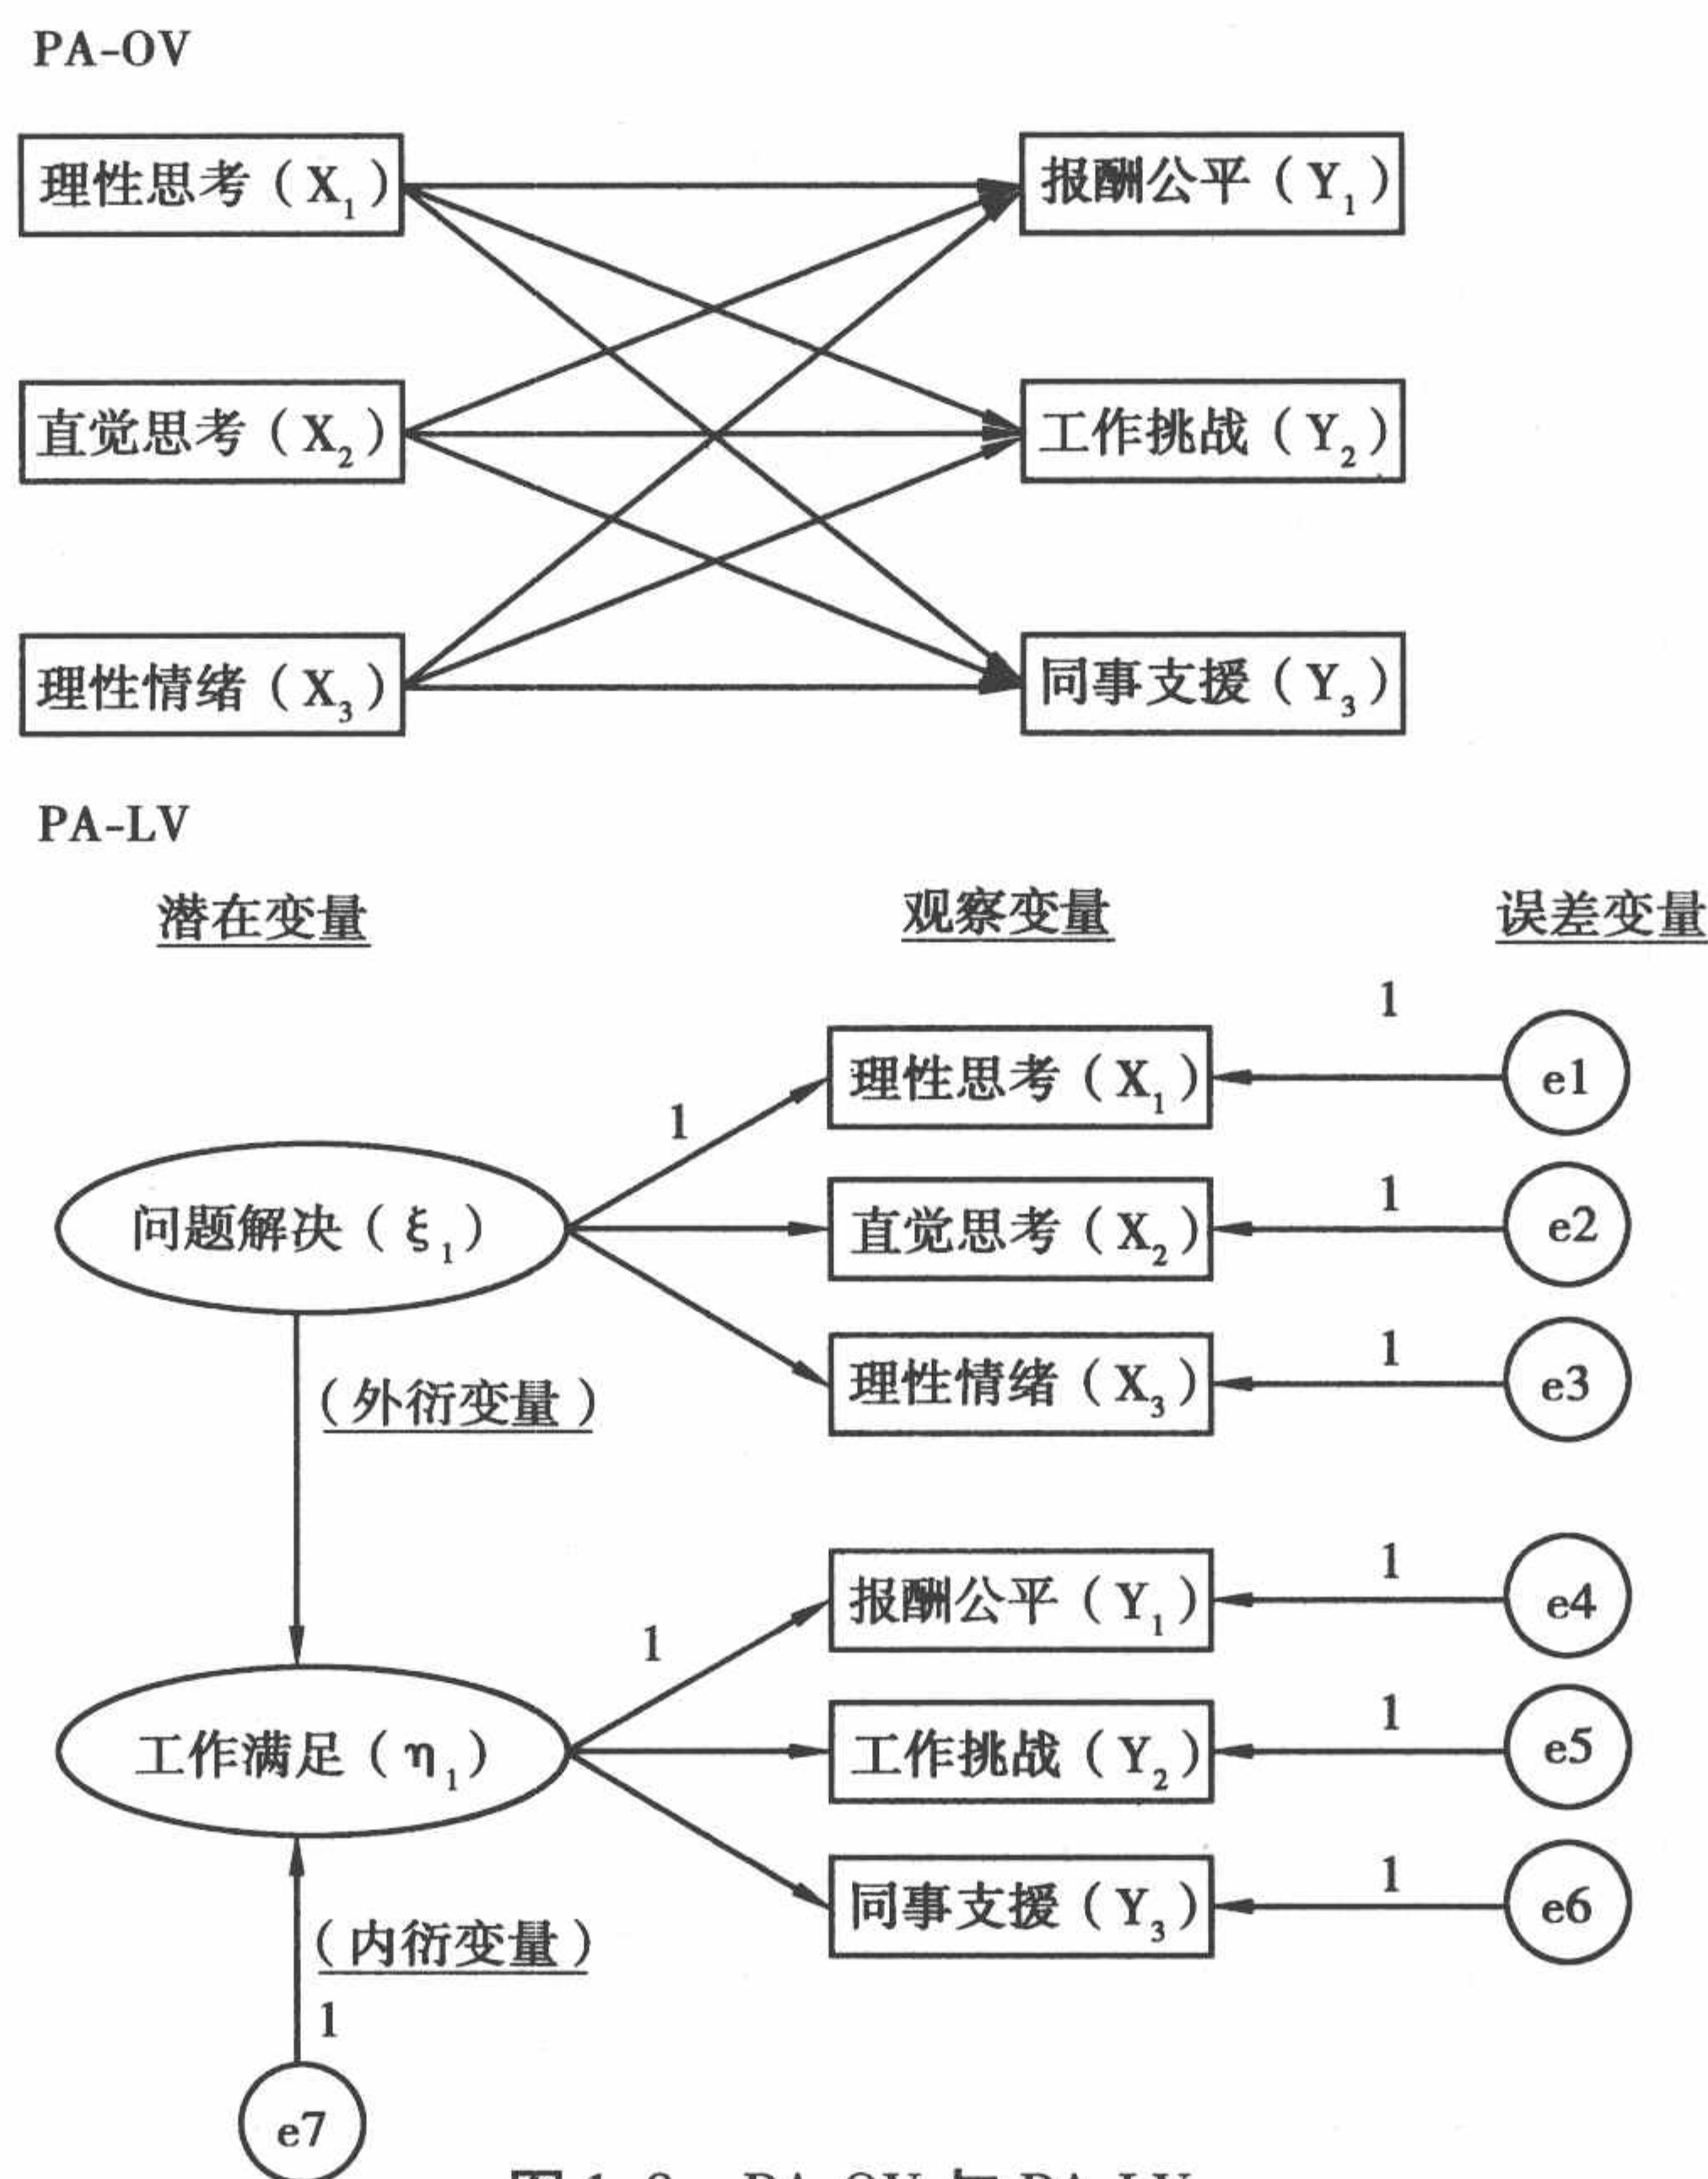 PA-OV
理性思考（X₁） 报酬公平（Y₁）
直觉思考（X₂） 工作挑战（Y₂）
理性情绪（X₃） 同事支援（Y₃）
PA-LV
潜在变量 观察变量 误差变量
1
理性思考（X₁） e1
1
1
问题解决（ξ₁） 直觉思考（X₂） e2
1
理性情绪（X₃） e3
（外衍变量）
1
报酬公平（Y₁） e4
1
1
工作满足（η₁） 工作挑战（Y₂） e5
1
同事支援（Y₃） e6
（内衍变量）
1
e7